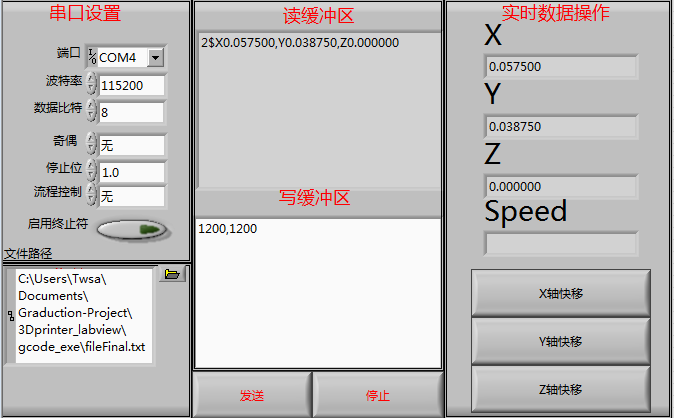 串口设置
端口
COM4
波特率
115200
数据比特
8
奇偶
无
停止位
1.0
流程控制
无
启用终止符
文件路径
C:\Users\Twsa\
Documents\
Graduction-Project\
3Dprinter_labview\
gcode_exe\fileFinal.txt
读缓冲区
2$X0.057500,Y0.038750,Z0.000000
写缓冲区
1200,1200
发送
停止
实时数据操作
X
0.057500
Y
0.038750
Z
0.000000
Speed
X轴快移
Y轴快移
Z轴快移